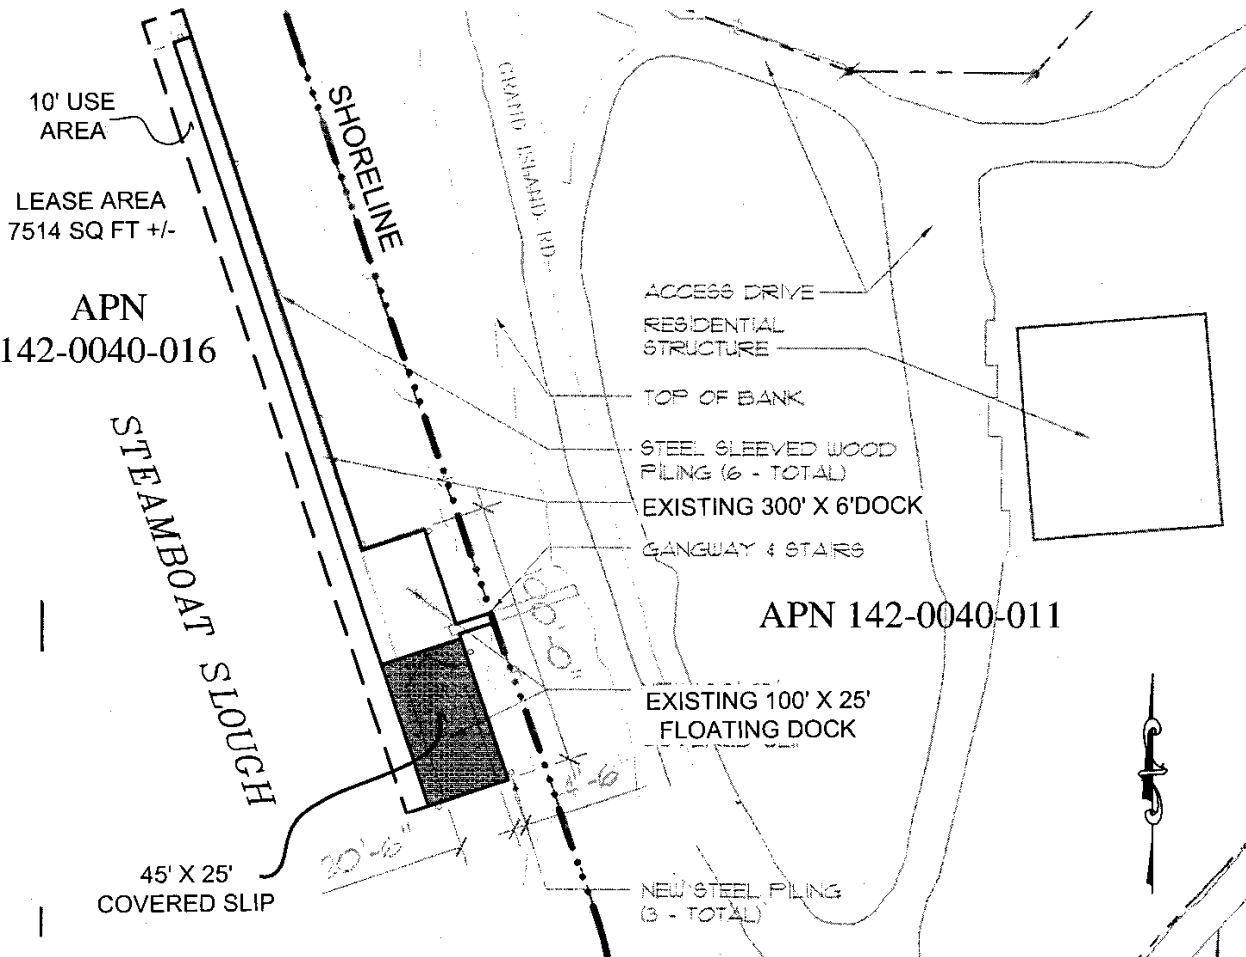 10' USE
AREA
LEASE AREA
7514 SQ FT +/-
APN
142-0040-016
SHORELINE
GRAND ISLAND RD
STEAMBOAT SLOUGH
ACCESS DRIVE
RESIDENTIAL
STRUCTURE
TOP OF BANK
STEEL SLEEVED WOOD
PILING (6 - TOTAL)
EXISTING 300' X 6'DOCK
GANGWAY & STAIRS
APN 142-0040-011
100'-0"
EXISTING 100' X 25'
FLOATING DOCK
20'-6"
45' X 25'
COVERED SLIP
NEW STEEL PILING
(3 - TOTAL)